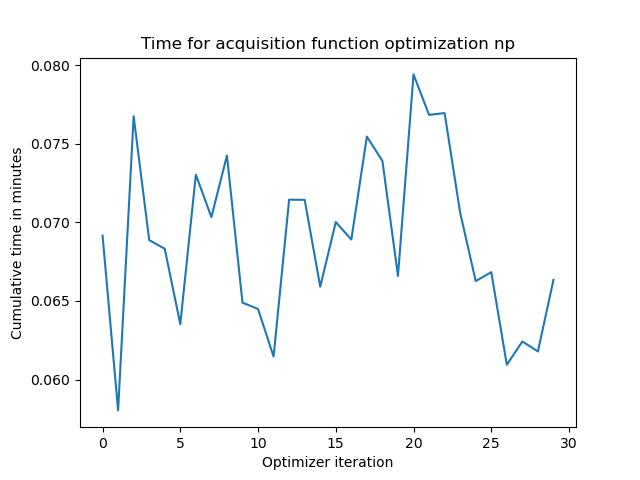 Time for acquisition function optimization np
0.080
0.075
0.070
0.065
0.060
Cumulative time in minutes
0 5 10 15 20 25 30
Optimizer iteration